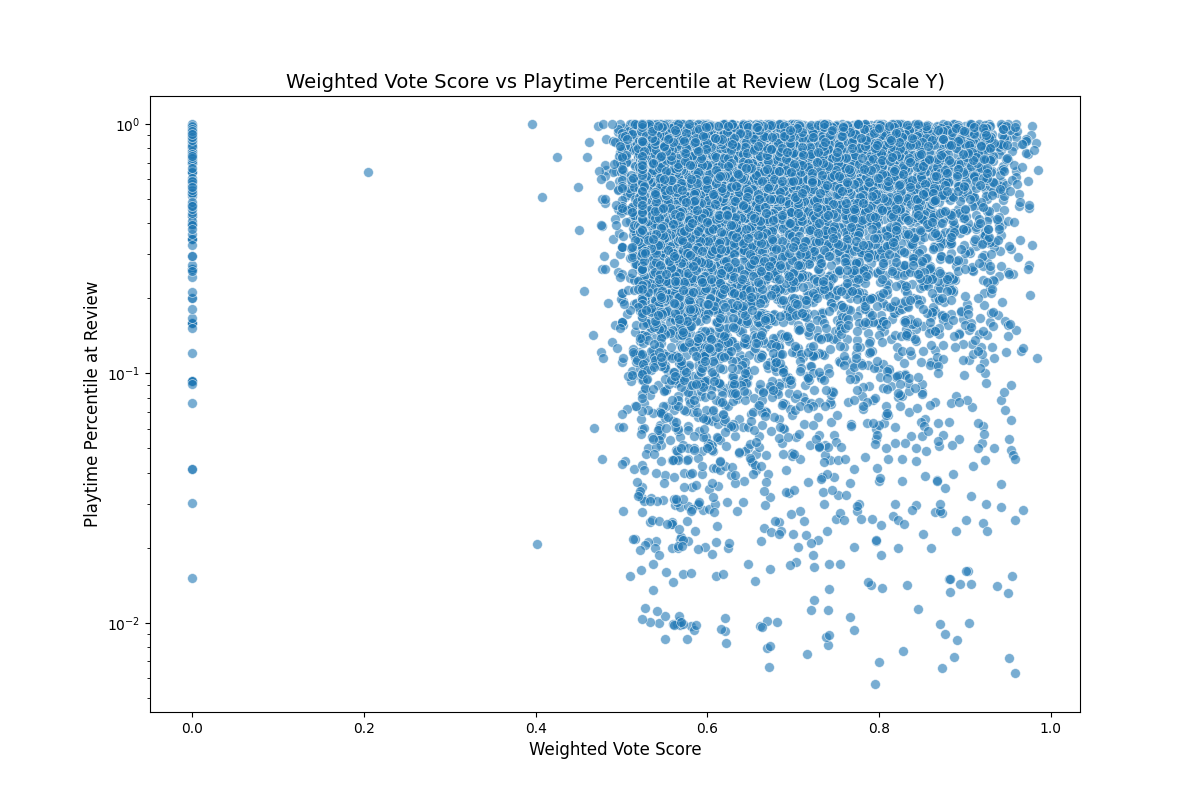 Weighted Vote Score vs Playtime Percentile at Review (Log Scale Y)
Playtime Percentile at Review
10⁰
10⁻¹
10⁻²
0.0 0.2 0.4 0.6 0.8 1.0
Weighted Vote Score